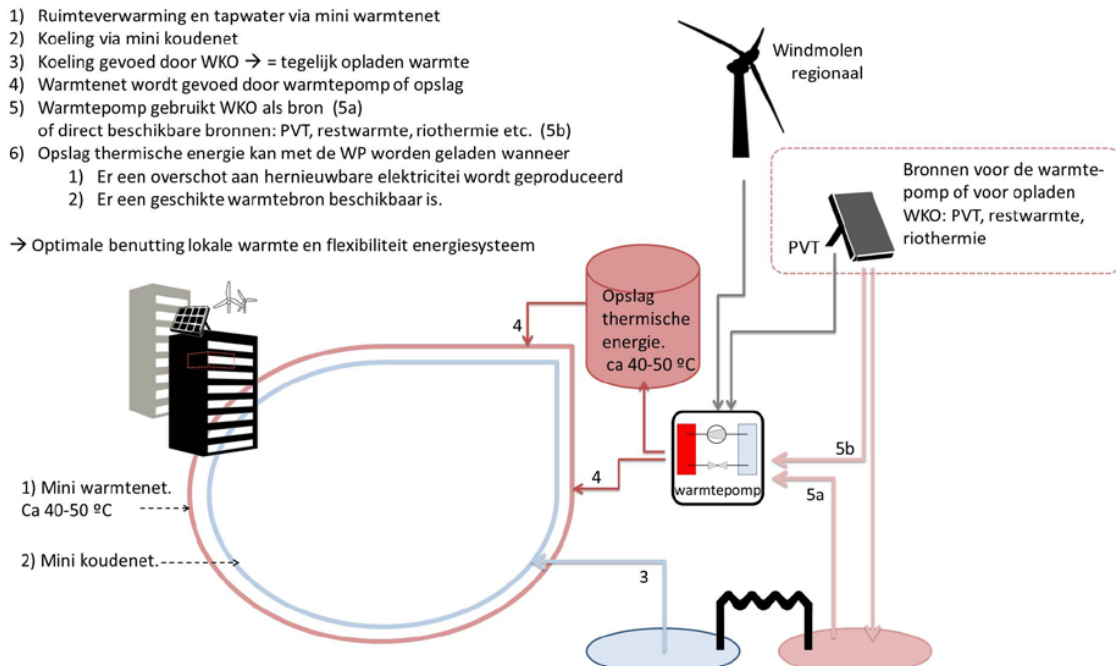 1) Ruimteverwarming en tapwater via mini warmtenet
2) Koeling via mini koudenet
3) Koeling gevoed door WKO → = tegelijk opladen warmte
4) Warmtenet wordt gevoed door warmtepomp of opslag
5) Warmtepomp gebruikt WKO als bron (5a)
of direct beschikbare bronnen: PVT, restwarmte, riothermie etc. (5b)
6) Opslag thermische energie kan met de WP worden geladen wanneer
1) Er een overschot aan hernieuwbare elektricitei wordt geproduceerd
2) Er een geschikte warmtebron beschikbaar is.
→ Optimale benutting lokale warmte en flexibiliteit energiesysteem
Windmolen
regionaal
Bronnen voor de warmte-
pomp of voor opladen
WKO: PVT, restwarmte,
riothermie
PVT
Opslag
thermische
energie.
ca 40-50 ºC
4
4
warmtepomp
5b
5a
1) Mini warmtenet.
Ca 40-50 ºC
2) Mini koudenet.
3